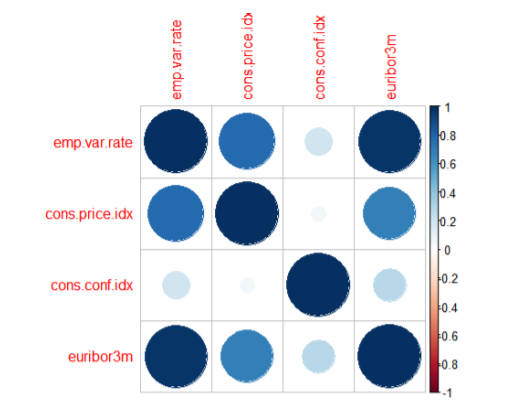 emp.var.rate
cons.price.idx
cons.conf.idx
euribor3m
emp.var.rate
cons.price.idx
cons.conf.idx
euribor3m
1
0.8
0.6
0.4
0.2
0
-0.2
-0.4
-0.6
-0.8
-1